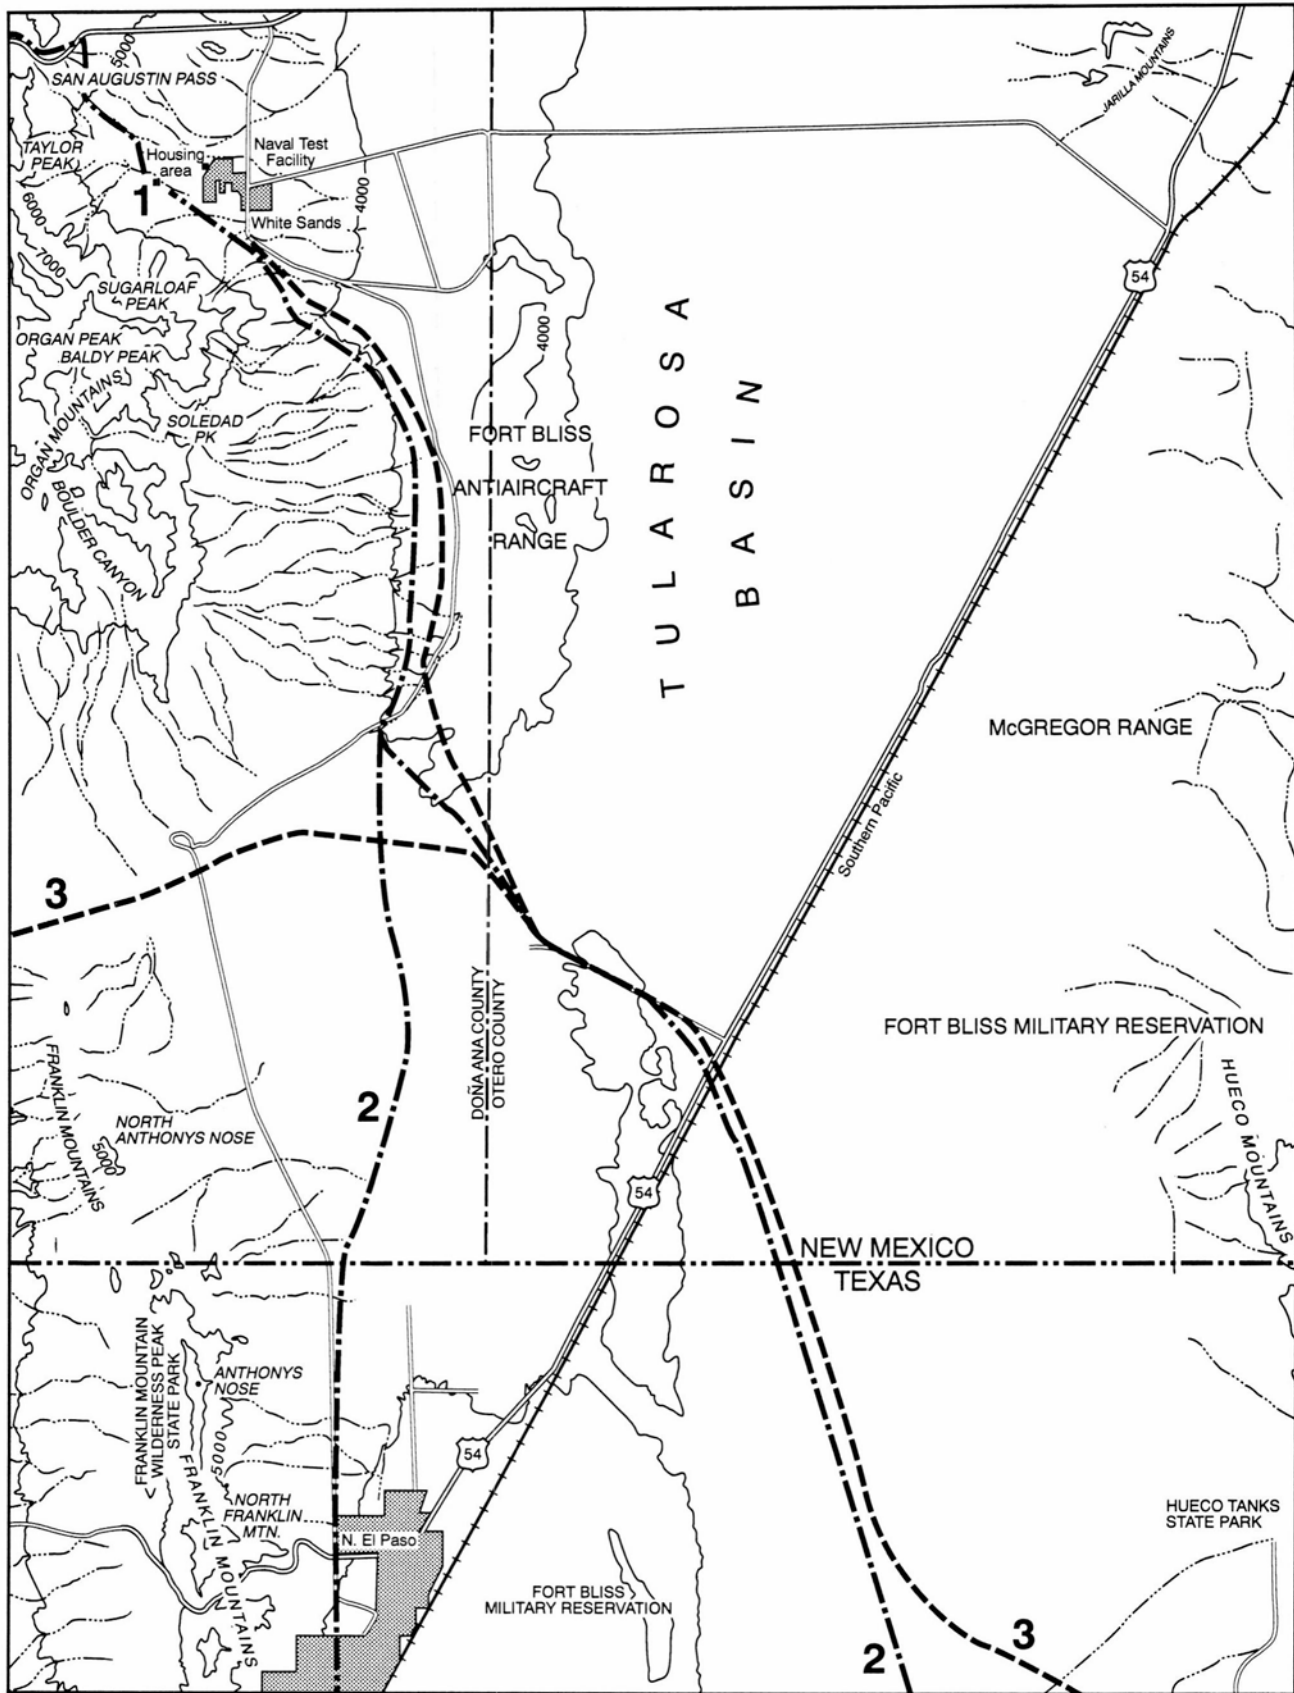 5000
SAN AUGUSTIN PASS
JARILLA MOUNTAINS
TAYLOR
PEAK
Housing
area
Naval Test
Facility
1
4000
White Sands
6000
7000
SUGARLOAF
PEAK
54
ORGAN PEAK
BALDY PEAK
4000
ORGAN MOUNTAINS
SOLEDAD
PK
BOULDER CANYON
FORT BLISS
ANTIAIRCRAFT
RANGE
TULAROSA
BASIN
McGREGOR RANGE
Southern Pacific
3
DOÑA ANA COUNTY
OTERO COUNTY
FORT BLISS MILITARY RESERVATION
FRANKLIN MOUNTAINS
5000
NORTH
ANTHONYS NOSE
2
HUECO MOUNTAINS
54
NEW MEXICO
TEXAS
FRANKLIN MOUNTAIN
WILDERNESS PEAK
STATE PARK
ANTHONYS
NOSE
5000
FRANKLIN MOUNTAINS
54
NORTH
FRANKLIN
MTN.
N. El Paso
HUECO TANKS
STATE PARK
FORT BLISS
MILITARY RESERVATION
2
3